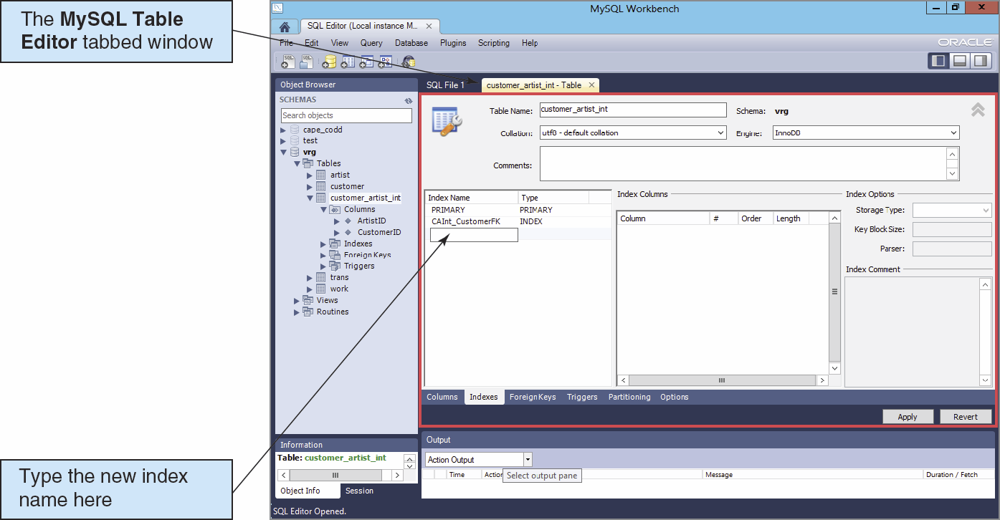 The MySQL Table
Editor tabbed window
MySQL Workbench
SQL Editor (Local instance M... ×
File Edit View Query Database Plugins Scripting Help
ORACLE
SQL SQL
Object Browser
SCHEMAS
Search objects
cape_codd
test
vrg
Tables
artist
customer
customer_artist_int
Columns
ArtistID
CustomerID
Indexes
Foreign Keys
Triggers
trans
work
Views
Routines
SQL File 1 customer_artist_int - Table ×
Table Name: customer_artist_int Schema: vrg
Collation: utf8 - default collation Engine: InnoDB
Comments:
Index Name Type
PRIMARY PRIMARY
CAInt_CustomerFK INDEX
Index Columns
Column # Order Length
Index Options
Storage Type:
Key Block Size:
Parser:
Index Comment
Columns Indexes Foreign Keys Triggers Partitioning Options
Apply Revert
Information
Table: customer_artist_int
Object Info Session
Output
Action Output
Time Action Message Duration / Fetch
Select output pane
SQL Editor Opened.
Type the new index
name here